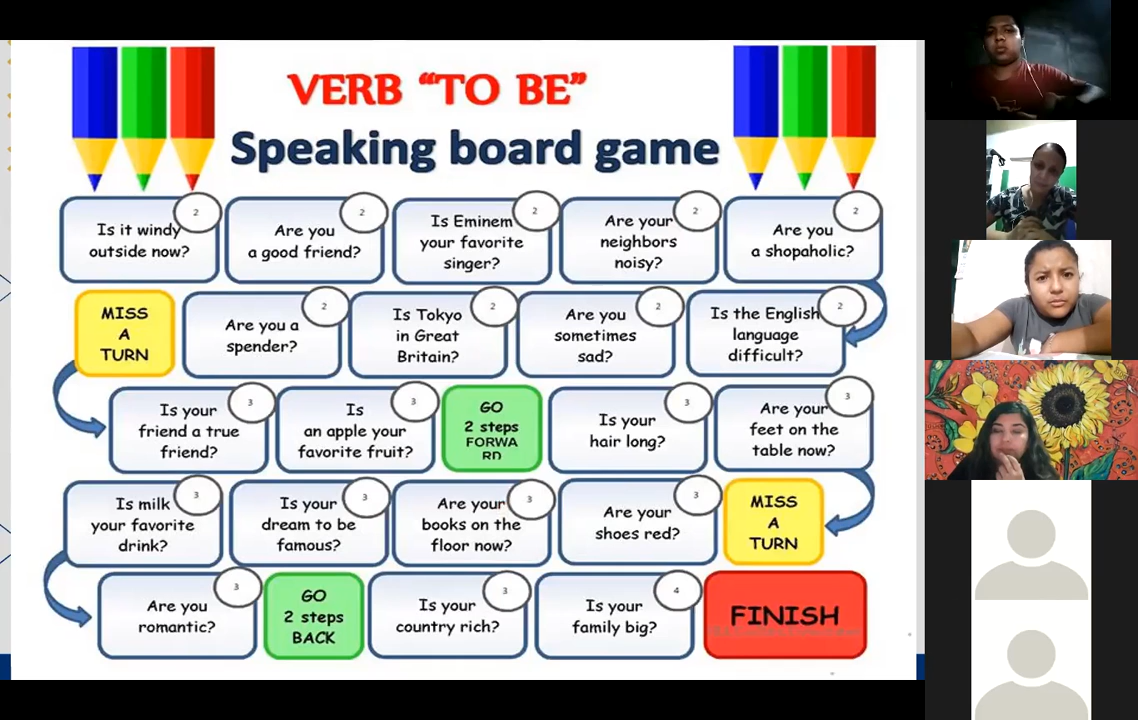 VERB “TO BE”
Speaking board game
2
Is it windy
outside now?
2
Are you
a good friend?
2
Is Eminem
your favorite
singer?
2
Are your
neighbors
noisy?
2
Are you
a shopaholic?
MISS
A
TURN
2
Are you a
spender?
2
Is Tokyo
in Great
Britain?
2
Are you
sometimes
sad?
2
Is the English
language
difficult?
3
Is your
friend a true
friend?
3
Is
an apple your
favorite fruit?
GO
2 steps
FORWA
RD
3
Is your
hair long?
3
Are your
feet on the
table now?
3
Is milk
your favorite
drink?
3
Is your
dream to be
famous?
3
Are your
books on the
floor now?
3
Are your
shoes red?
MISS
A
TURN
3
Are you
romantic?
GO
2 steps
BACK
3
Is your
country rich?
4
Is your
family big?
FINISH